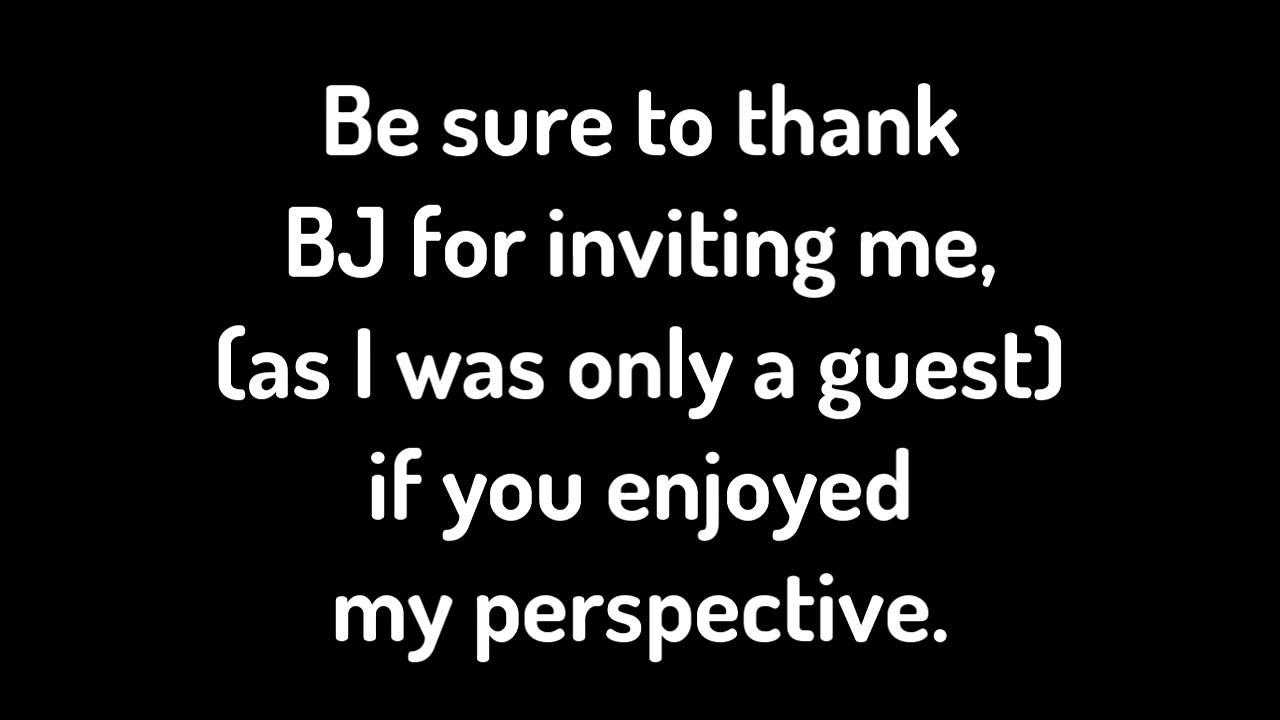 Be sure to thank
BJ for inviting me,
(as I was only a guest)
if you enjoyed
my perspective.